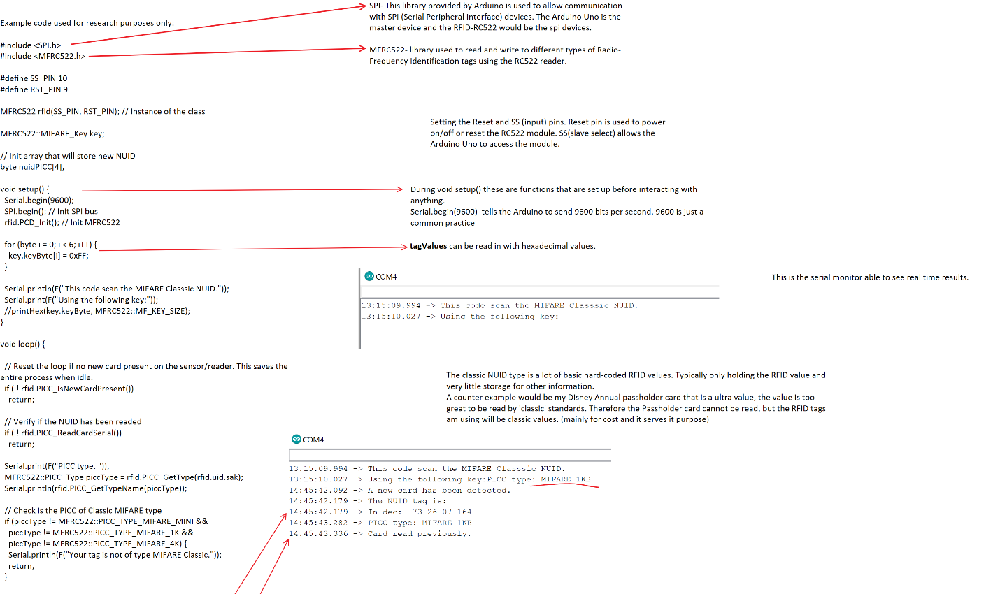 Example code used for research purposes only:
#include <SPI.h>
#include <MFRC522.h>
#define SS_PIN 10
#define RST_PIN 9
MFRC522 rfid(SS_PIN, RST_PIN); // Instance of the class
MFRC522::MIFARE_Key key;
// Init array that will store new NUID
byte nuidPICC[4];
void setup() {
Serial.begin(9600);
SPI.begin(); // Init SPI bus
rfid.PCD_Init(); // Init MFRC522
for (byte i = 0; i < 6; i++) {
key.keyByte[i] = 0xFF;
}
Serial.println(F("This code scan the MIFARE Classsic NUID."));
Serial.print(F("Using the following key:"));
//printHex(key.keyByte, MFRC522::MF_KEY_SIZE);
}
void loop() {
// Reset the loop if no new card present on the sensor/reader. This saves the
entire process when idle.
if ( ! rfid.PICC_IsNewCardPresent())
return;
// Verify if the NUID has been readed
if ( ! rfid.PICC_ReadCardSerial())
return;
Serial.print(F("PICC type: "));
MFRC522::PICC_Type piccType = rfid.PICC_GetType(rfid.uid.sak);
Serial.println(rfid.PICC_GetTypeName(piccType));
// Check is the PICC of Classic MIFARE type
if (piccType != MFRC522::PICC_TYPE_MIFARE_MINI &&
piccType != MFRC522::PICC_TYPE_MIFARE_1K &&
piccType != MFRC522::PICC_TYPE_MIFARE_4K) {
Serial.println(F("Your tag is not of type MIFARE Classic."));
return;
}
SPI- This library provided by Arduino is used to allow communication
with SPI (Serial Peripheral Interface) devices. The Arduino Uno is the
master device and the RFID-RC522 would be the spi devices.
MFRC522- library used to read and write to different types of Radio-
Frequency Identification tags using the RC522 reader.
Setting the Reset and SS (input) pins. Reset pin is used to power
on/off or reset the RC522 module. SS(slave select) allows the
Arduino Uno to access the module.
During void setup() these are functions that are set up before interacting with
anything.
Serial.begin(9600)  tells the Arduino to send 9600 bits per second. 9600 is just a
common practice
tagValues can be read in with hexadecimal values.
COM4
13:15:09.994 -> This code scan the MIFARE Classsic NUID.
13:15:10.027 -> Using the following key:
This is the serial monitor able to see real time results.
The classic NUID type is a lot of basic hard-coded RFID values. Typically only holding the RFID value and
very little storage for other information.
A counter example would be my Disney Annual passholder card that is a ultra value, the value is too
great to be read by 'classic' standards. Therefore the Passholder card cannot be read, but the RFID tags I
am using will be classic values. (mainly for cost and it serves it purpose)
COM4
13:15:09.994 -> This code scan the MIFARE Classsic NUID.
13:15:10.027 -> Using the following key:PICC type: MIFARE 1KB
14:45:42.092 -> A new card has been detected.
14:45:42.179 -> The NUID tag is:
14:45:42.179 -> In dec:  73 26 07 164
14:45:43.282 -> PICC type: MIFARE 1KB
14:45:43.336 -> Card read previously.